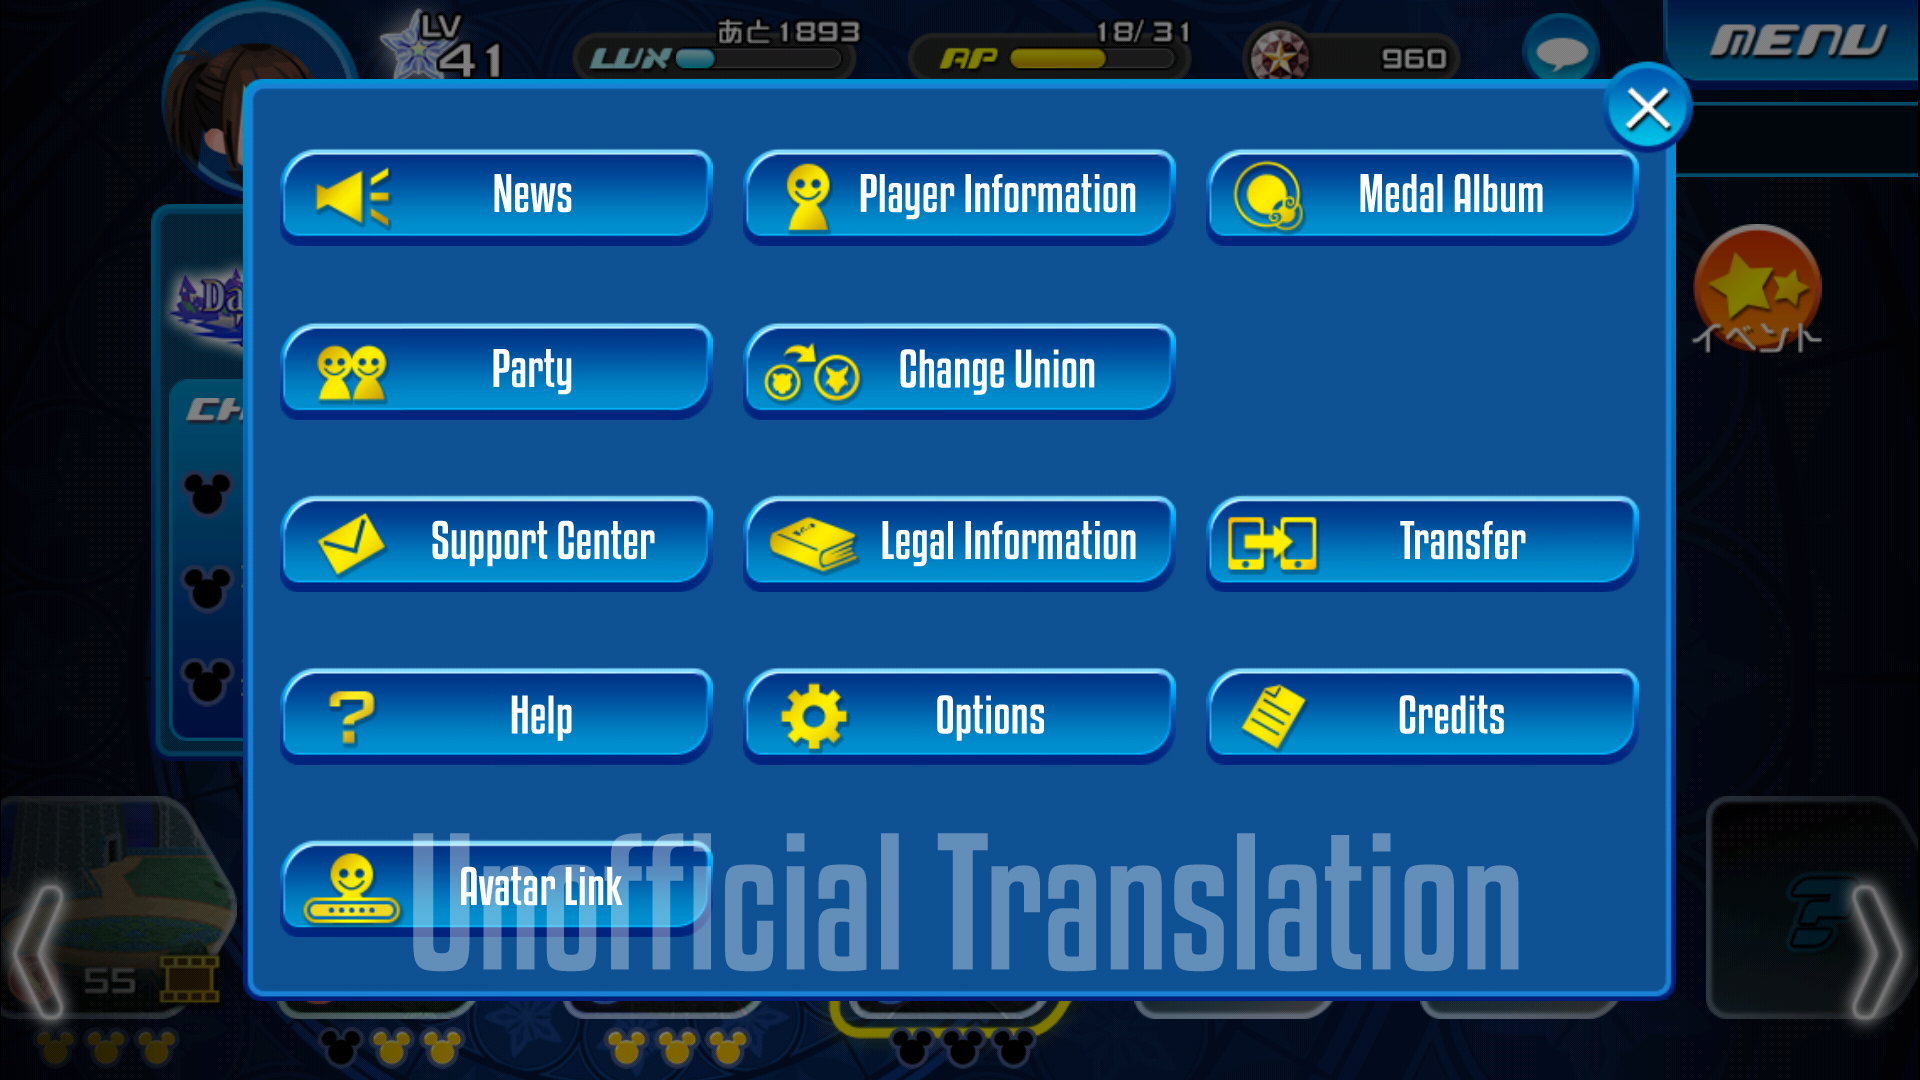 LV
41
あと1893
LUX
18/31
AP
960
MENU
News
Player Information
Medal Album
Da
イベント
Party
Change Union
CH
Support Center
Legal Information
Transfer
Help
Options
Credits
Avatar Link
Unofficial Translation
55
?